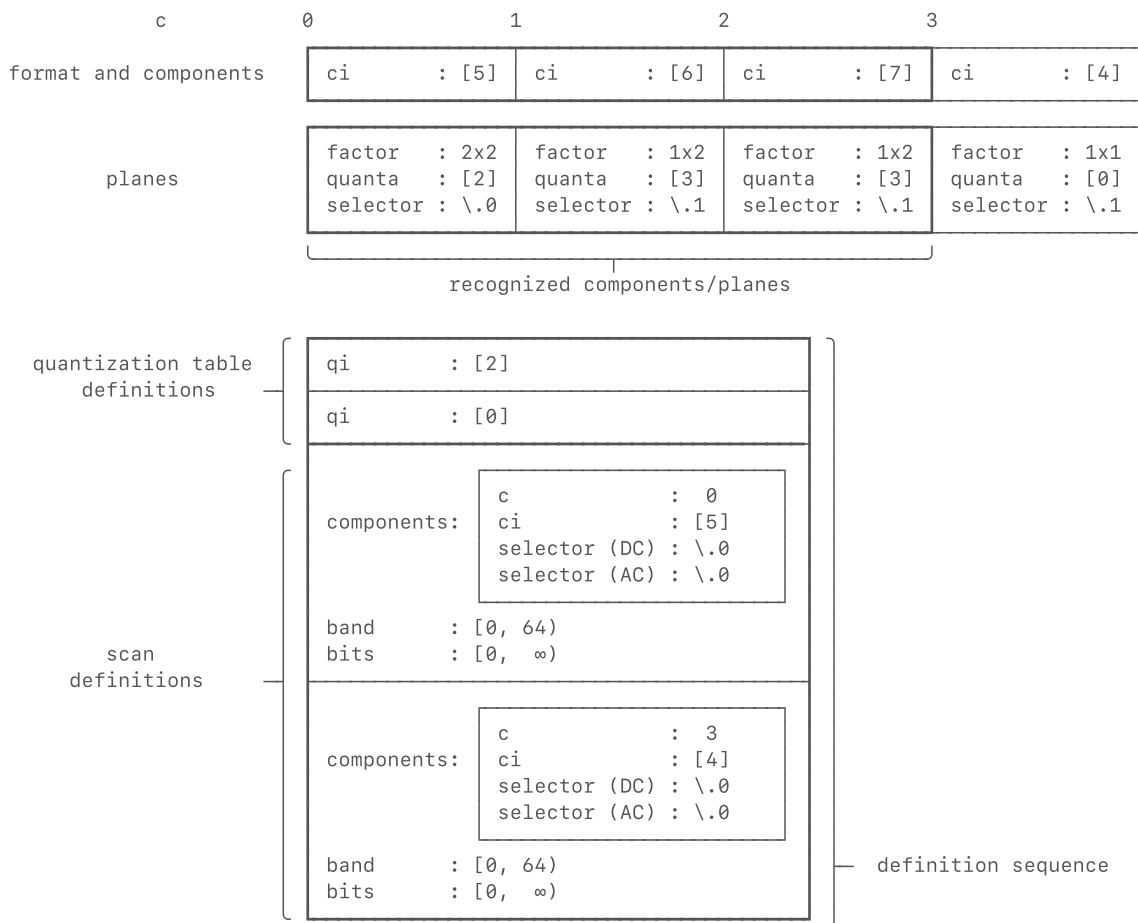 c 0 1 2 3
format and components ci : [5] ci : [6] ci : [7] ci : [4]
factor : 2x2 factor : 1x2 factor : 1x2 factor : 1x1
planes quanta : [2] quanta : [3] quanta : [3] quanta : [0]
selector : \.0 selector : \.1 selector : \.1 selector : \.1
recognized components/planes
quantization table qi : [2]
definitions
qi : [0]
c : 0
components: ci : [5]
selector (DC) : \.0
selector (AC) : \.0
band : [0, 64)
scan bits : [0, ∞)
definitions
c : 3
components: ci : [4]
selector (DC) : \.0
selector (AC) : \.0
band : [0, 64) definition sequence
bits : [0, ∞)